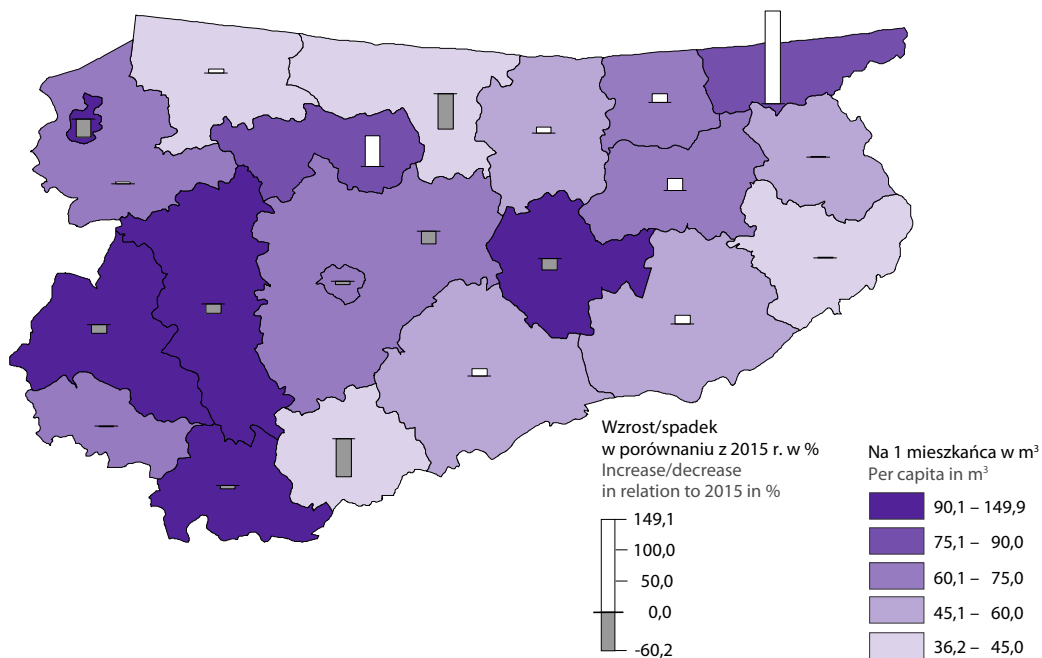 Wzrost/spadek
w porównaniu z 2015 r. w %
Increase/decrease
in relation to 2015 in %
149,1
100,0
50,0
0,0
-60,2
Na 1 mieszkańca w m³
Per capita in m³
90,1 – 149,9
75,1 – 90,0
60,1 – 75,0
45,1 – 60,0
36,2 – 45,0